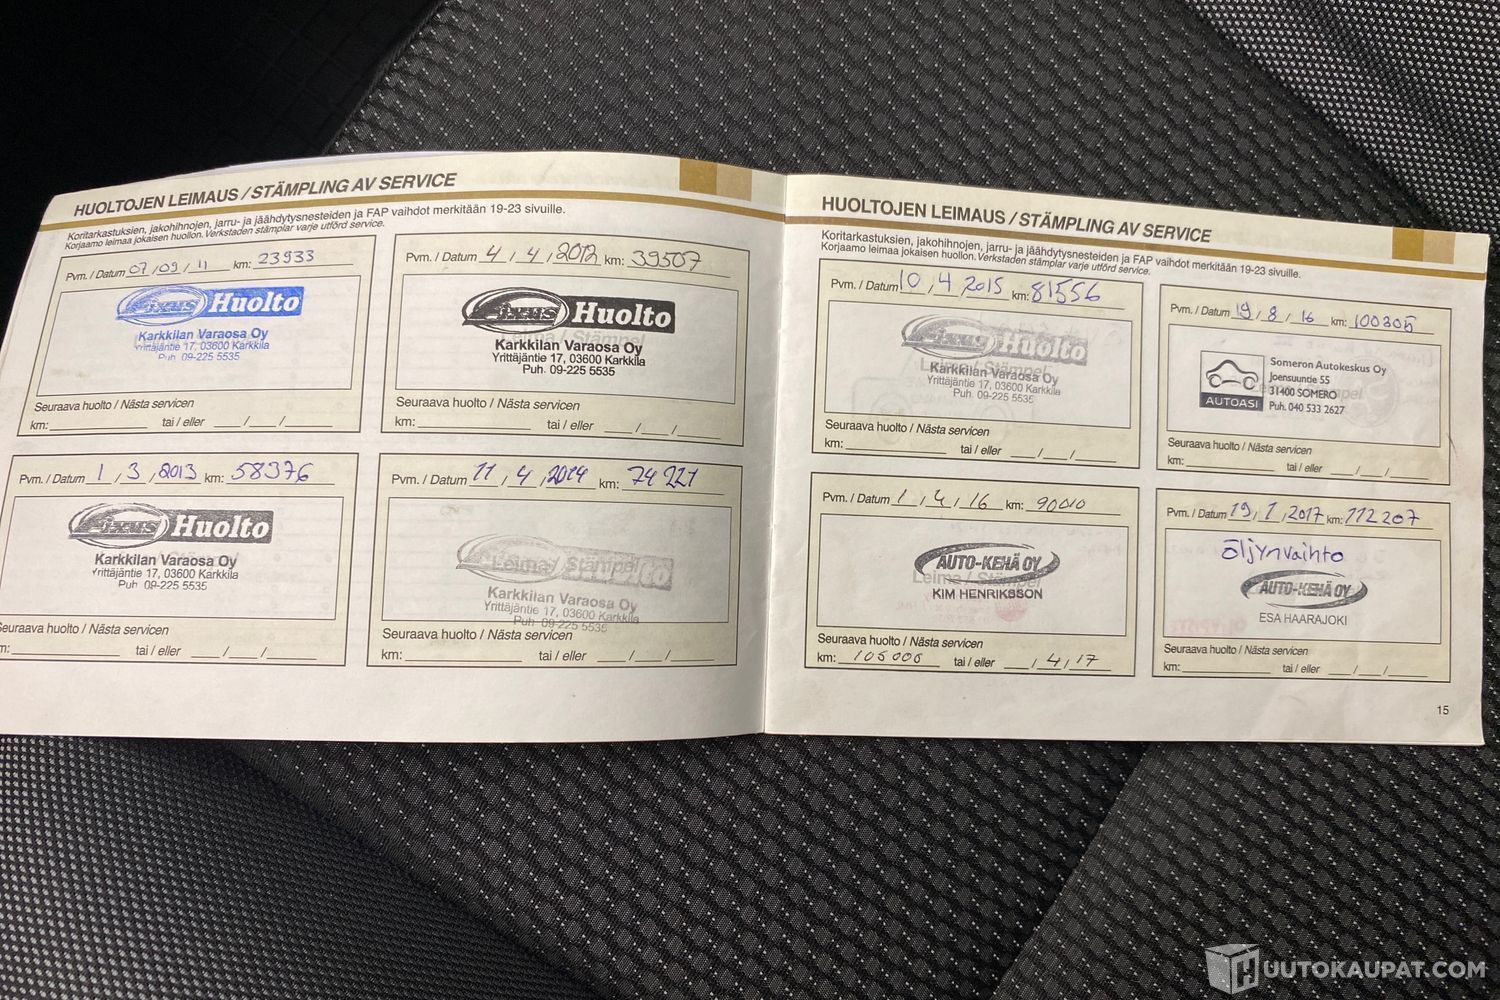 HUOLTOJEN LEIMAUS / STÄMPLING AV SERVICE
Koritarkastuksien, jakohihnojen, jarru- ja jäähdytysnesteiden ja FAP vaihdot merkitään 19-23 sivuille.
Korjaamo leimaa jokaisen huollon. Verkstaden stämplar varje utförd service.
Pvm. / Datum 07 / 09 / 11 km: 23933
Fixus Huolto
Karkkilan Varaosa Oy
Yrittäjäntie 17, 03600 Karkkila
Puh. 09-225 5535
Seuraava huolto / Nästa servicen
km: tai / eller / /
Pvm. / Datum 4 / 4 / 2012 km: 39507
Fixus Huolto
Karkkilan Varaosa Oy
Yrittäjäntie 17, 03600 Karkkila
Puh. 09-225 5535
Seuraava huolto / Nästa servicen
km: tai / eller / /
Pvm. / Datum 1 / 3 / 2013 km: 58376
Fixus Huolto
Karkkilan Varaosa Oy
Yrittäjäntie 17, 03600 Karkkila
Puh. 09-225 5535
Seuraava huolto / Nästa servicen
km: tai / eller / /
Pvm. / Datum 11 / 4 / 2014 km: 74221
Leima / Stämpel
Karkkilan Varaosa Oy
Yrittäjäntie 17, 03600 Karkkila
Puh. 09-225 5535
Seuraava huolto / Nästa servicen
km: tai / eller / /
HUOLTOJEN LEIMAUS / STÄMPLING AV SERVICE
Koritarkastuksien, jakohihnojen, jarru- ja jäähdytysnesteiden ja FAP vaihdot merkitään 19-23 sivuille.
Korjaamo leimaa jokaisen huollon. Verkstaden stämplar varje utförd service.
Pvm. / Datum 10 / 4 / 2015 km: 81556
Fixus Huolto
Leima / Stämpel
Karkkilan Varaosa Oy
Yrittäjäntie 17, 03600 Karkkila
Puh. 09-225 5535
Seuraava huolto / Nästa servicen
km: tai / eller / /
Pvm. / Datum 19 / 8 / 16 km: 100305
AUTOASI
Someron Autokeskus Oy
Joensuuntie 55
31400 SOMERO
Puh. 040 533 2627
Seuraava huolto / Nästa servicen
km: tai / eller / /
Pvm. / Datum 1 / 4 / 16 km: 90010
AUTO-KEHÄ OY
Leima / Stämpel
KIM HENRIKSSON
Seuraava huolto / Nästa servicen
km: 105000 tai / eller / 4 / 17
Pvm. / Datum 19 / 1 / 2017 km: 112207
öljynvaihto
AUTO-KEHÄ OY
ESA HAARAJOKI
Seuraava huolto / Nästa servicen
km: tai / eller / /
15
HUUTOKAUPAT.COM